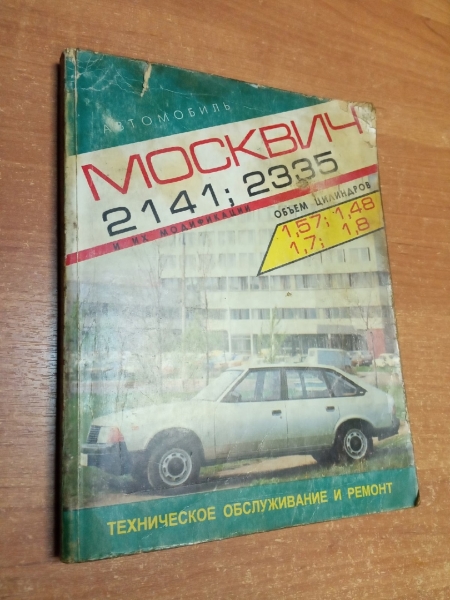 АВТОМОБИЛЬ
МОСКВИЧ
2141; 2335
И ИХ МОДИФИКАЦИИ
ОБЪЕМ ЦИЛИНДРОВ
1,57; 1,48
1,7; 1,8
ТЕХНИЧЕСКОЕ ОБСЛУЖИВАНИЕ И РЕМОНТ